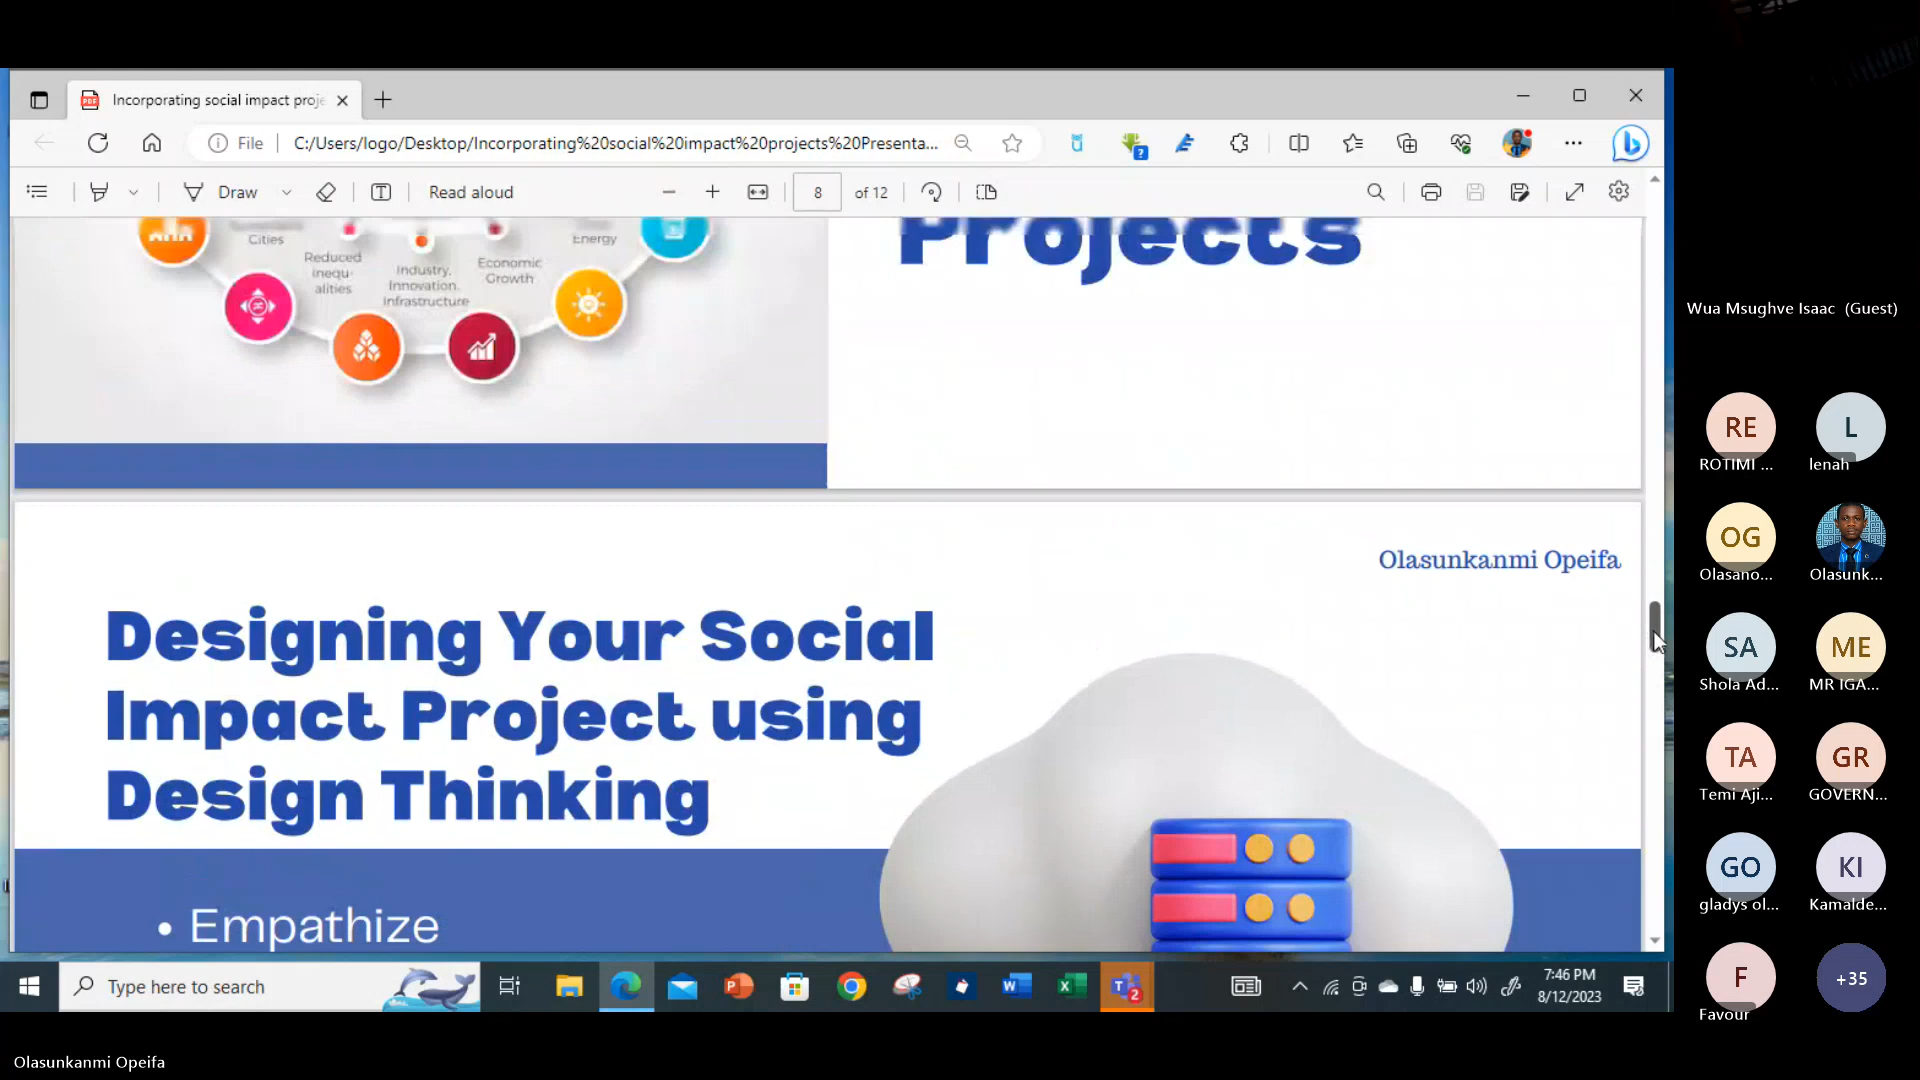 Incorporating social impact proje
File
C:/Users/logo/Desktop/Incorporating%20social%20impact%20projects%20Presenta...
Draw
Read aloud
8
of 12
Cities
Reduced
inequ-
alities
Industry,
Innovation,
Infrastructure
Economic
Growth
Energy
Projects
Olasunkanmi Opeifa
Designing Your Social
Impact Project using
Design Thinking
• Empathize
Type here to search
7:46 PM
8/12/2023
Wua Msughve Isaac (Guest)
RE
ROTIMI ...
L
lenah
OG
Olasano...
Olasunk...
SA
Shola Ad...
ME
MR IGA...
TA
Temi Aji...
GR
GOVERN...
GO
gladys ol...
KI
Kamalde...
F
Favour
+35
Olasunkanmi Opeifa